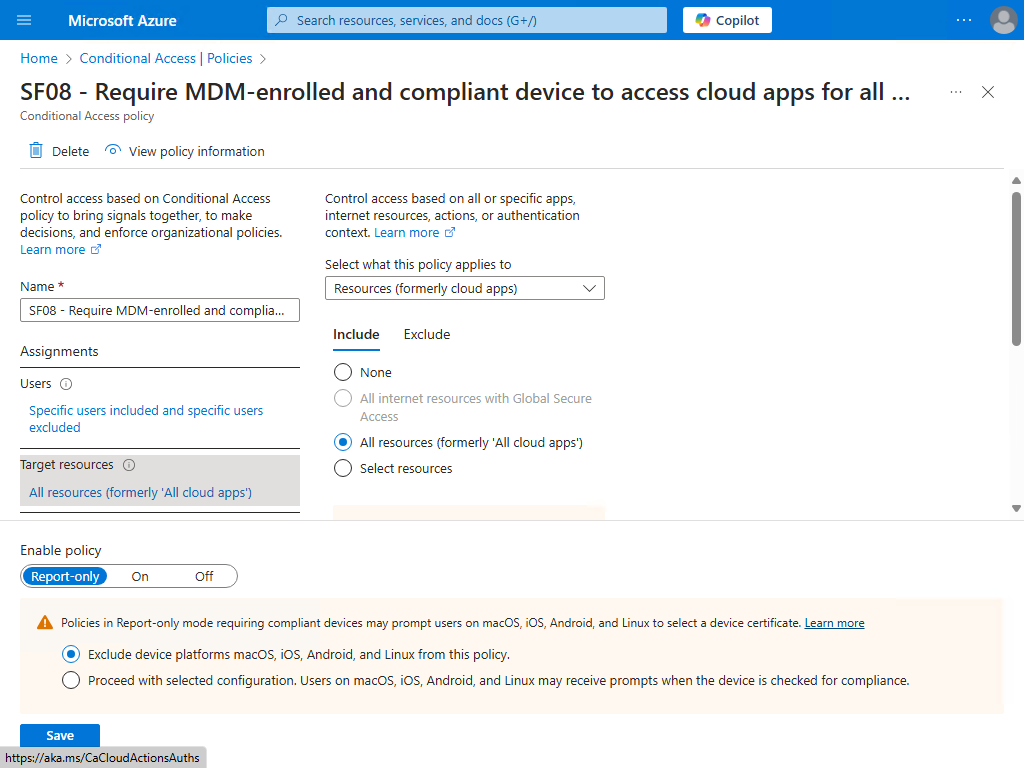 Microsoft Azure
Search resources, services, and docs (G+/)
Copilot
Home > Conditional Access | Policies >
SF08 - Require MDM-enrolled and compliant device to access cloud apps for all ...
Conditional Access policy
Delete
View policy information
Control access based on Conditional Access
policy to bring signals together, to make
decisions, and enforce organizational policies.
Learn more
Name *
SF08 - Require MDM-enrolled and complia...
Assignments
Users
Specific users included and specific users
excluded
Target resources
All resources (formerly 'All cloud apps')
Control access based on all or specific apps,
internet resources, actions, or authentication
context. Learn more
Select what this policy applies to
Resources (formerly cloud apps)
Include
Exclude
None
All internet resources with Global Secure
Access
All resources (formerly 'All cloud apps')
Select resources
Enable policy
Report-only
On
Off
Policies in Report-only mode requiring compliant devices may prompt users on macOS, iOS, Android, and Linux to select a device certificate. Learn more
Exclude device platforms macOS, iOS, Android, and Linux from this policy.
Proceed with selected configuration. Users on macOS, iOS, Android, and Linux may receive prompts when the device is checked for compliance.
Save
https://aka.ms/CaCloudActionsAuths